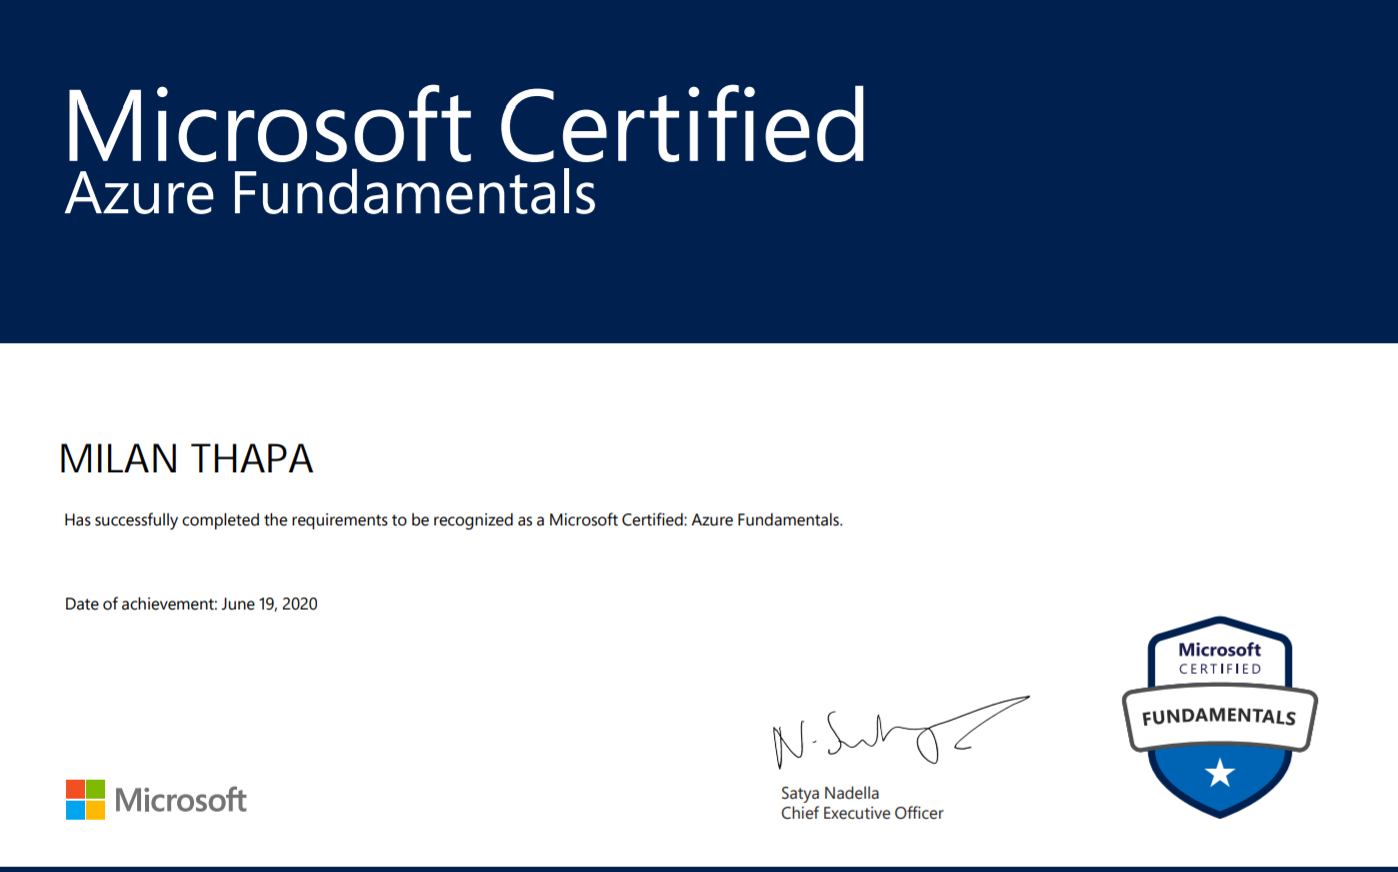 Microsoft Certified
Azure Fundamentals
MILAN THAPA
Has successfully completed the requirements to be recognized as a Microsoft Certified: Azure Fundamentals.
Date of achievement: June 19, 2020
Microsoft
CERTIFIED
FUNDAMENTALS
N. Satya
Satya Nadella
Chief Executive Officer
Microsoft